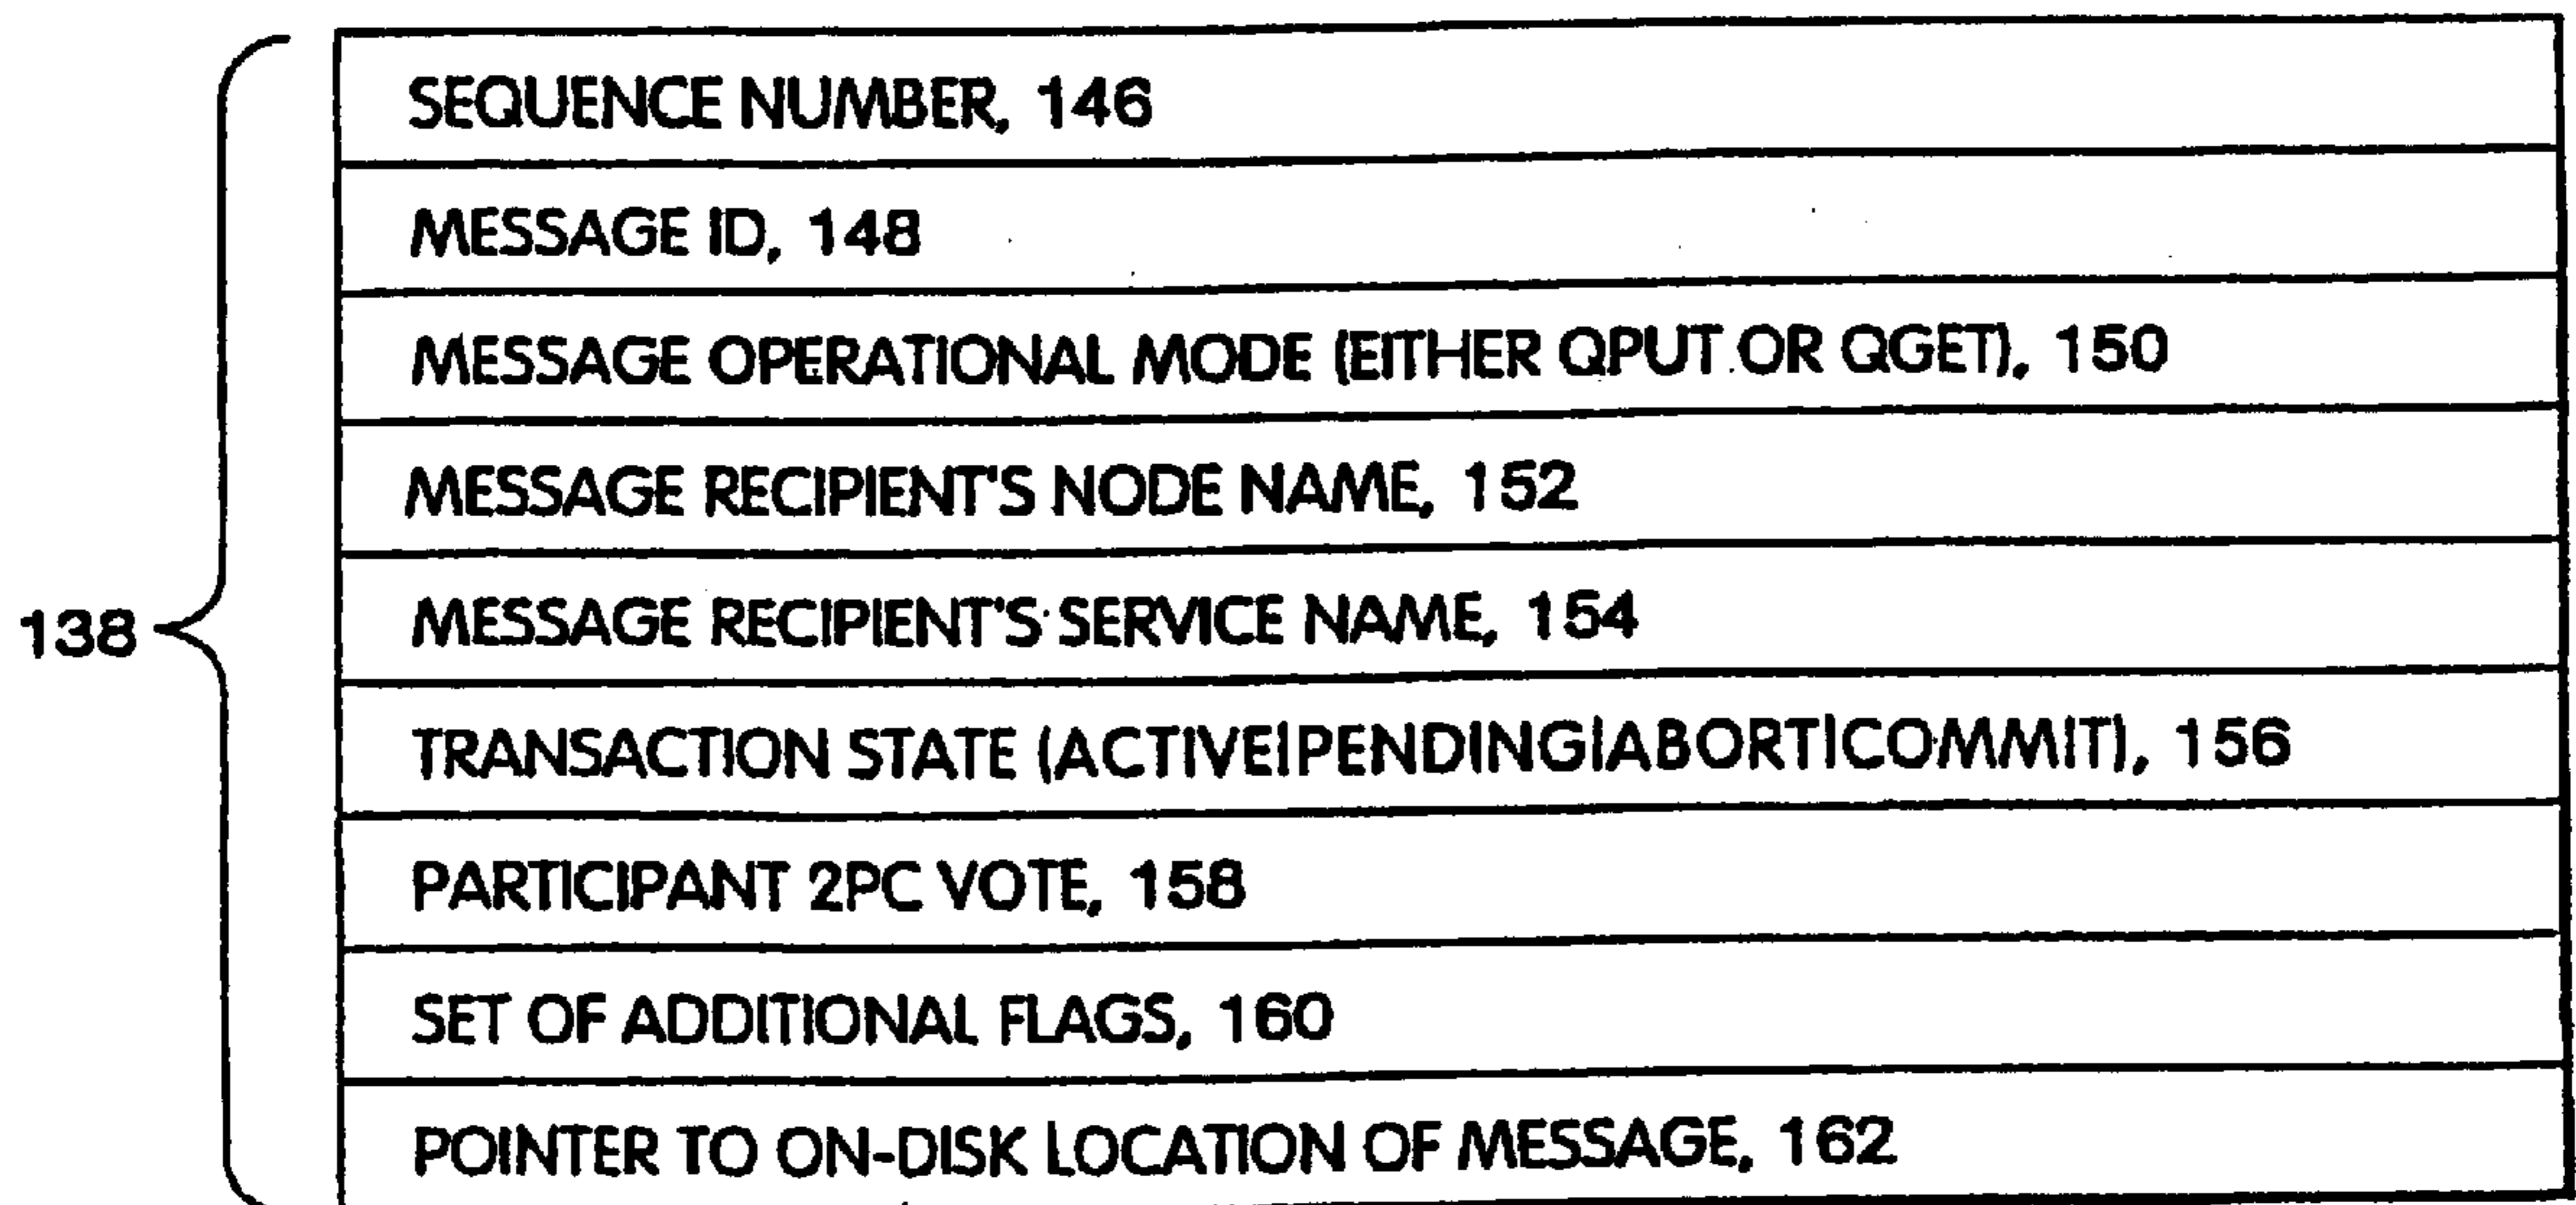 SEQUENCE NUMBER, 146
MESSAGE ID, 148
MESSAGE OPERATIONAL MODE (EITHER QPUT OR QGET), 150
MESSAGE RECIPIENT'S NODE NAME, 152
138
MESSAGE RECIPIENT'S SERVICE NAME, 154
TRANSACTION STATE (ACTIVE|PENDING|ABORT|COMMIT), 156
PARTICIPANT 2PC VOTE, 158
SET OF ADDITIONAL FLAGS, 160
POINTER TO ON-DISK LOCATION OF MESSAGE, 162